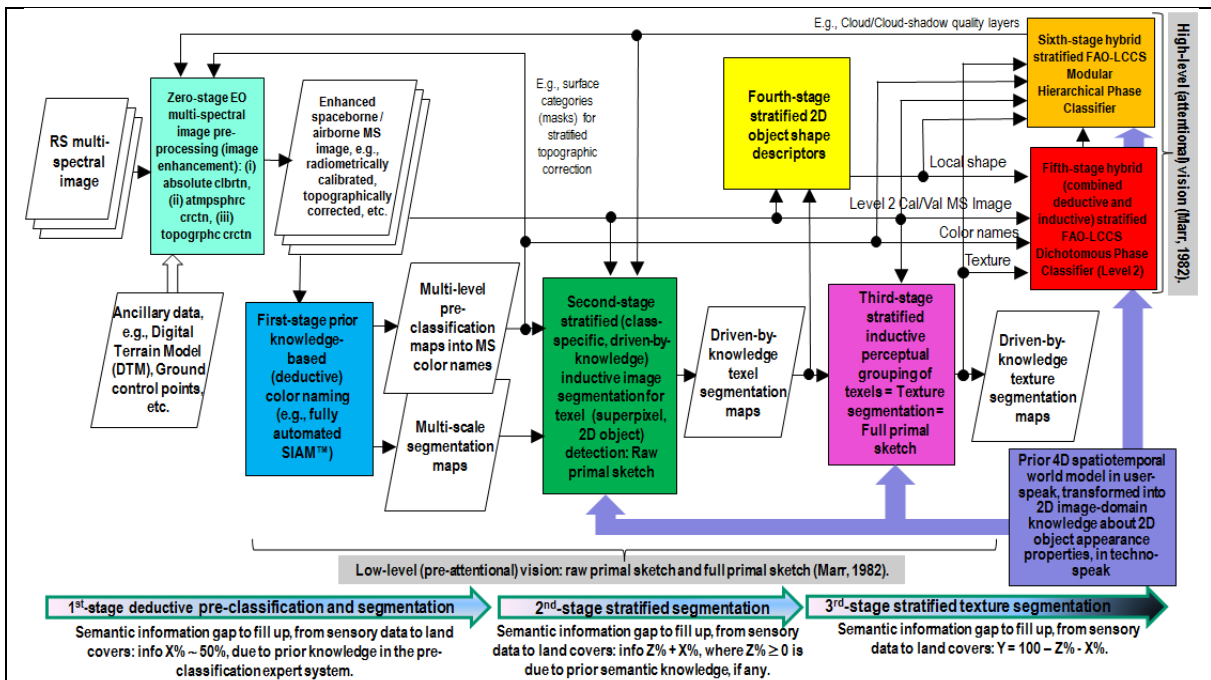 E.g., Cloud/Cloud-shadow quality layers
Sixth-stage hybrid
stratified FAO-LCCS
Modular
Hierarchical Phase
Classifier
High-level (attentional) vision (Marr, 1982).
RS multi-
spectral
image
Zero-stage EO
multi-spectral
image pre-
processing (image
enhancement): (i)
absolute clbrtn,
(ii) atmpsphrc
crctn, (iii)
topogrphc crctn
Enhanced
spaceborne /
airborne MS
image, e.g.,
radiometrically
calibrated,
topographically
corrected, etc.
E.g., surface
categories
(masks) for
stratified
topographic
correction
Fourth-stage
stratified 2D
object shape
descriptors
Local shape
Level 2 Cal/Val MS Image
Color names
Texture
Fifth-stage hybrid
(combined
deductive and
inductive) stratified
FAO-LCCS
Dichotomous Phase
Classifier (Level 2)
Ancillary data,
e.g., Digital
Terrain Model
(DTM), Ground
control points,
etc.
First-stage prior
knowledge-
based
(deductive)
color naming
(e.g., fully
automated
SIAM™)
Multi-level
pre-
classification
maps into MS
color names
Multi-scale
segmentation
maps
Second-stage
stratified (class-
specific, driven-by-
knowledge)
inductive image
segmentation for
texel (superpixel,
2D object)
detection: Raw
primal sketch
Driven-by-
knowledge
texel
segmentation
maps
Third-stage
stratified
inductive
perceptual
grouping of
texels = Texture
segmentation =
Full primal
sketch
Driven-by-
knowledge
texture
segmentation
maps
Prior 4D spatiotemporal
world model in user-
speak, transformed into
2D image-domain
knowledge about 2D
object appearance
properties, in techno-
speak
Low-level (pre-attentional) vision: raw primal sketch and full primal sketch (Marr, 1982).
1st-stage deductive pre-classification and segmentation
Semantic information gap to fill up, from sensory data to land
covers: info X% ~ 50%, due to prior knowledge in the pre-
classification expert system.
2nd-stage stratified segmentation
Semantic information gap to fill up, from sensory
data to land covers: info Z% + X%, where Z% ≥ 0 is
due to prior semantic knowledge, if any.
3rd-stage stratified texture segmentation
Semantic information gap to fill up, from sensory
data to land covers: Y = 100 – Z% - X%.